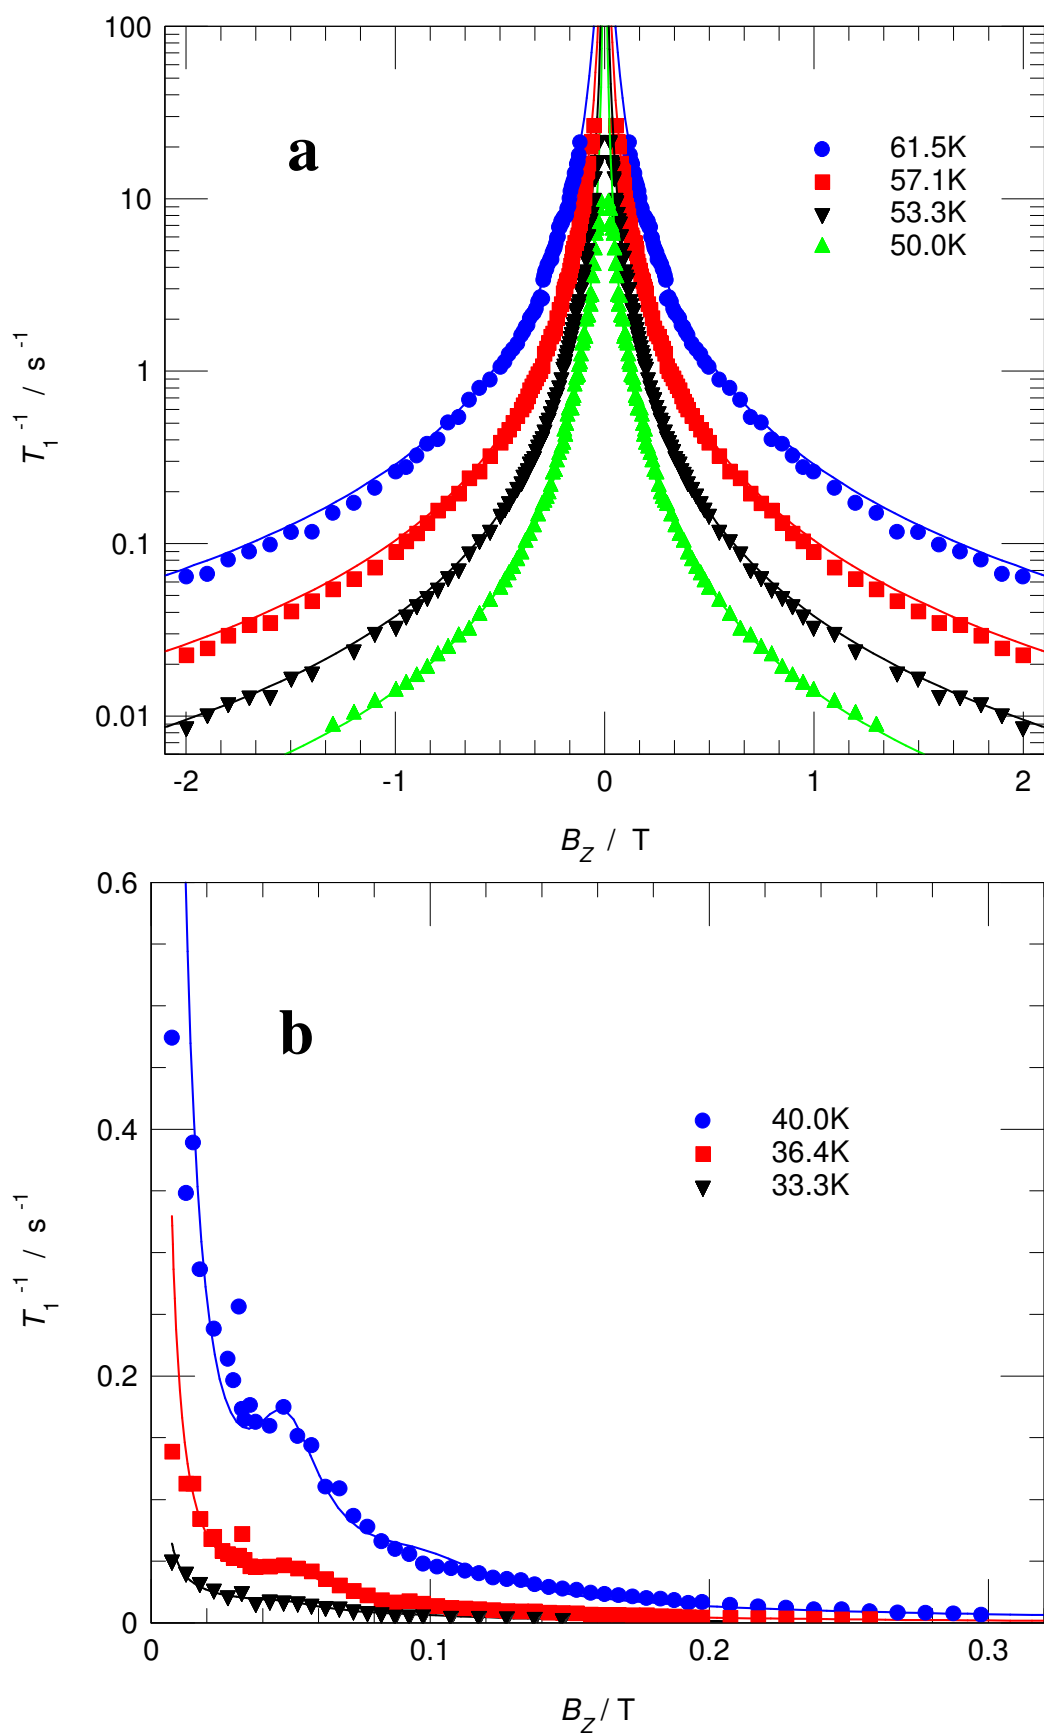 100
a
61.5K
57.1K
53.3K
50.0K
10
1
0.1
0.01
T₁⁻¹ / s⁻¹
-2 -1 0 1 2
B_Z / T
0.6
b
40.0K
36.4K
33.3K
0.4
0.2
0
T₁⁻¹ / s⁻¹
0 0.1 0.2 0.3
B_Z / T